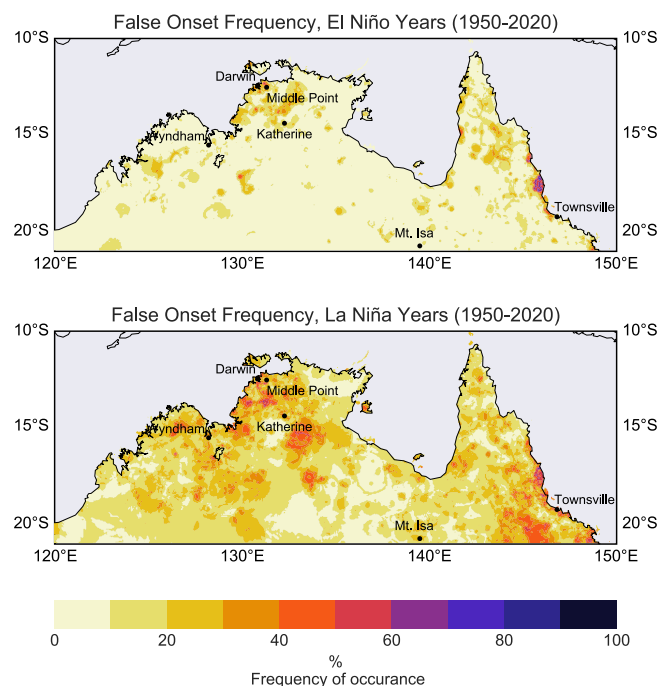 False Onset Frequency, El Niño Years (1950-2020)
10°S 10°S
Darwin
Middle Point
15°S Wyndham Katherine 15°S
20°S Townsville 20°S
Mt. Isa
120°E 130°E 140°E 150°E
False Onset Frequency, La Niña Years (1950-2020)
10°S 10°S
Darwin
Middle Point
15°S Wyndham Katherine 15°S
Townsville
20°S Mt. Isa 20°S
120°E 130°E 140°E 150°E
0 20 40 60 80 100
%
Frequency of occurance